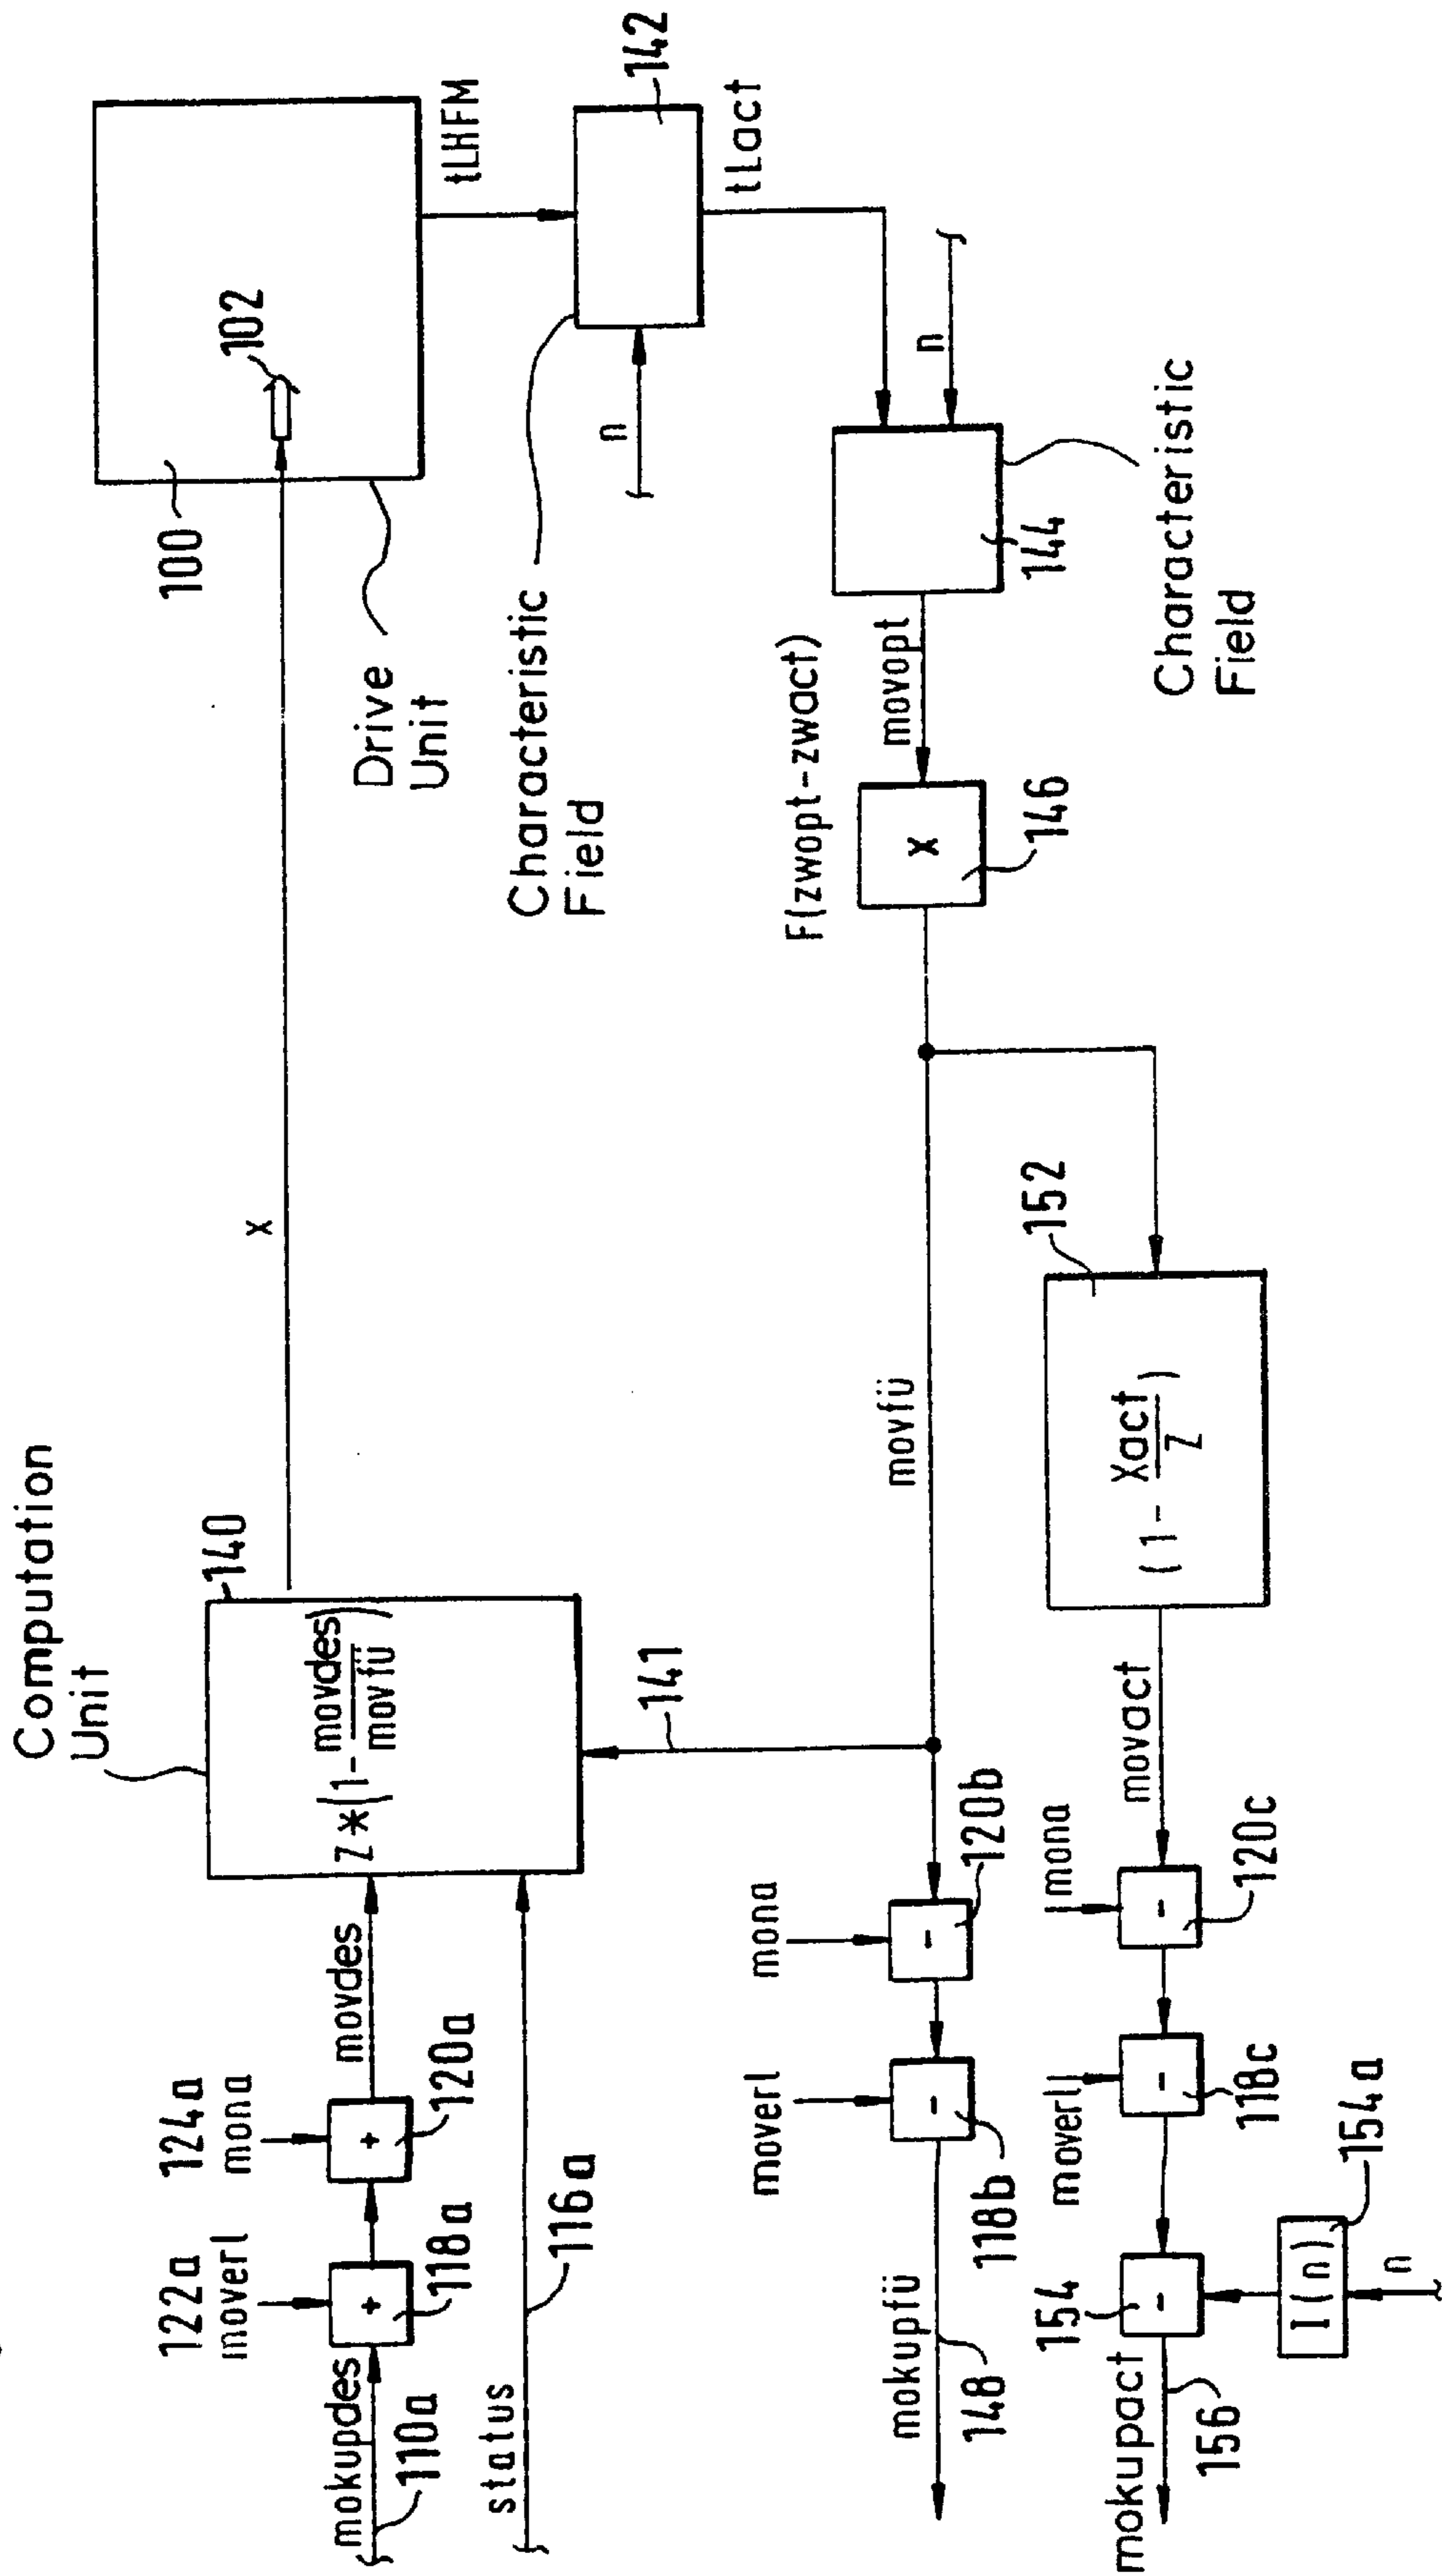 Computation
Unit
140
Z*(1-movdes/movfü)
122a
moverl
124a
mona
118a
120a
mokupdes
110a
movdes
status
116a
141
x
100
102
Drive
Unit
tLHFM
142
Characteristic
Field
n
tLact
n
144
Characteristic
Field
movopt
F(zwopt-zwact)
x
146
movfü
mona
120b
moverl
118b
mokupfü
148
152
(1-Xact/Z)
movact
mona
120c
moverl
118c
154
I(n)
154a
n
mokupact
156
+
+
-
-
-
-
-